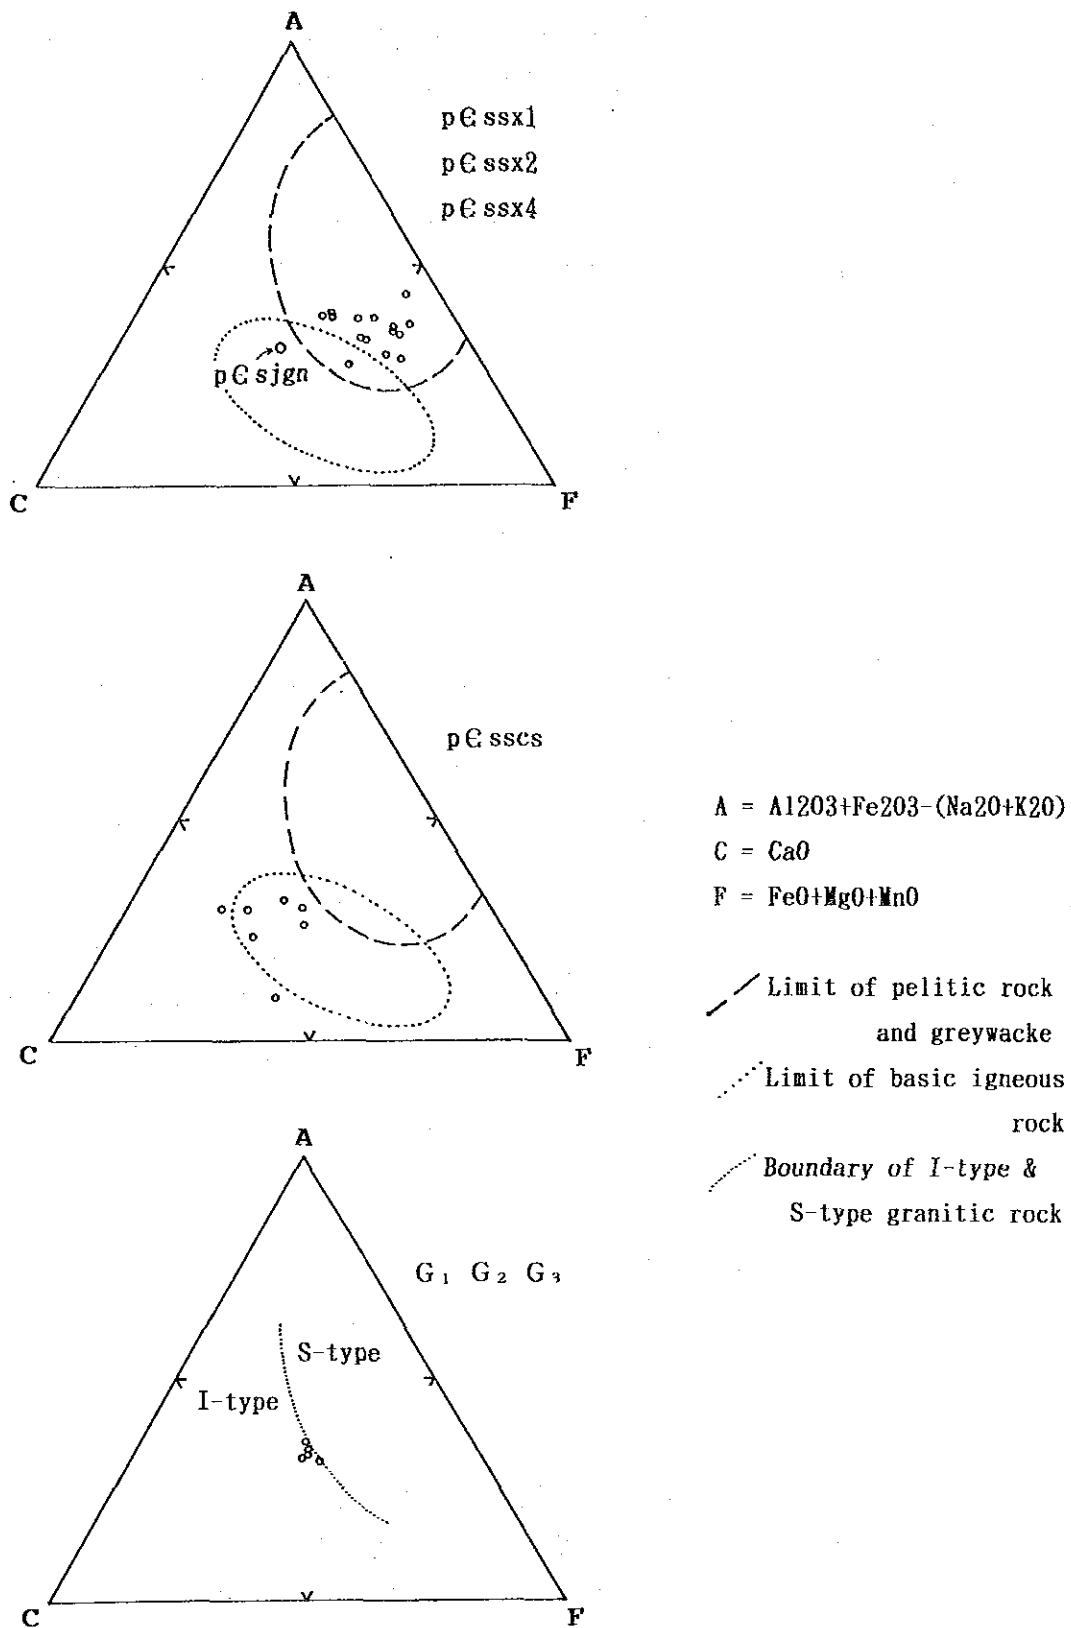 A
p∈ssx1
p∈ssx2
p∈ssx4
p∈sjgn
C
F
A
p∈sscs
C
F
A = Al2O3+Fe2O3-(Na2O+K2O)
C = CaO
F = FeO+MgO+MnO
Limit of pelitic rock
and greywacke
Limit of basic igneous
rock
Boundary of I-type &
S-type granitic rock
A
G₁ G₂ G₃
S-type
I-type
C
F